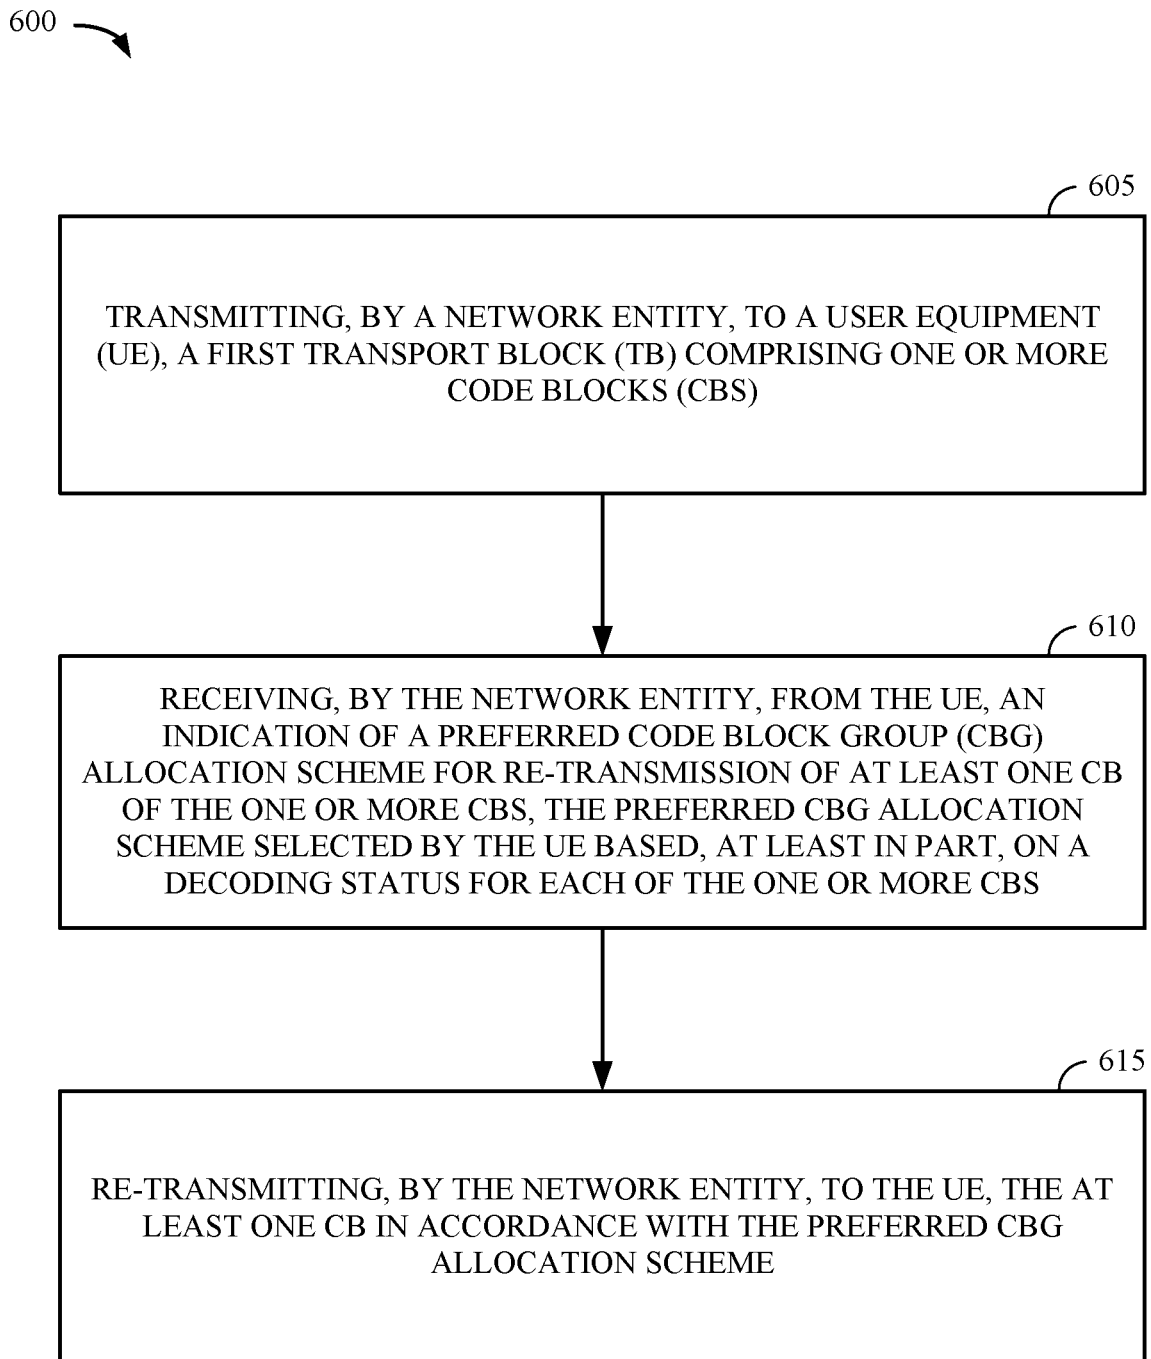 600
605
TRANSMITTING, BY A NETWORK ENTITY, TO A USER EQUIPMENT
(UE), A FIRST TRANSPORT BLOCK (TB) COMPRISING ONE OR MORE
CODE BLOCKS (CBS)
610
RECEIVING, BY THE NETWORK ENTITY, FROM THE UE, AN
INDICATION OF A PREFERRED CODE BLOCK GROUP (CBG)
ALLOCATION SCHEME FOR RE-TRANSMISSION OF AT LEAST ONE CB
OF THE ONE OR MORE CBS, THE PREFERRED CBG ALLOCATION
SCHEME SELECTED BY THE UE BASED, AT LEAST IN PART, ON A
DECODING STATUS FOR EACH OF THE ONE OR MORE CBS
615
RE-TRANSMITTING, BY THE NETWORK ENTITY, TO THE UE, THE AT
LEAST ONE CB IN ACCORDANCE WITH THE PREFERRED CBG
ALLOCATION SCHEME